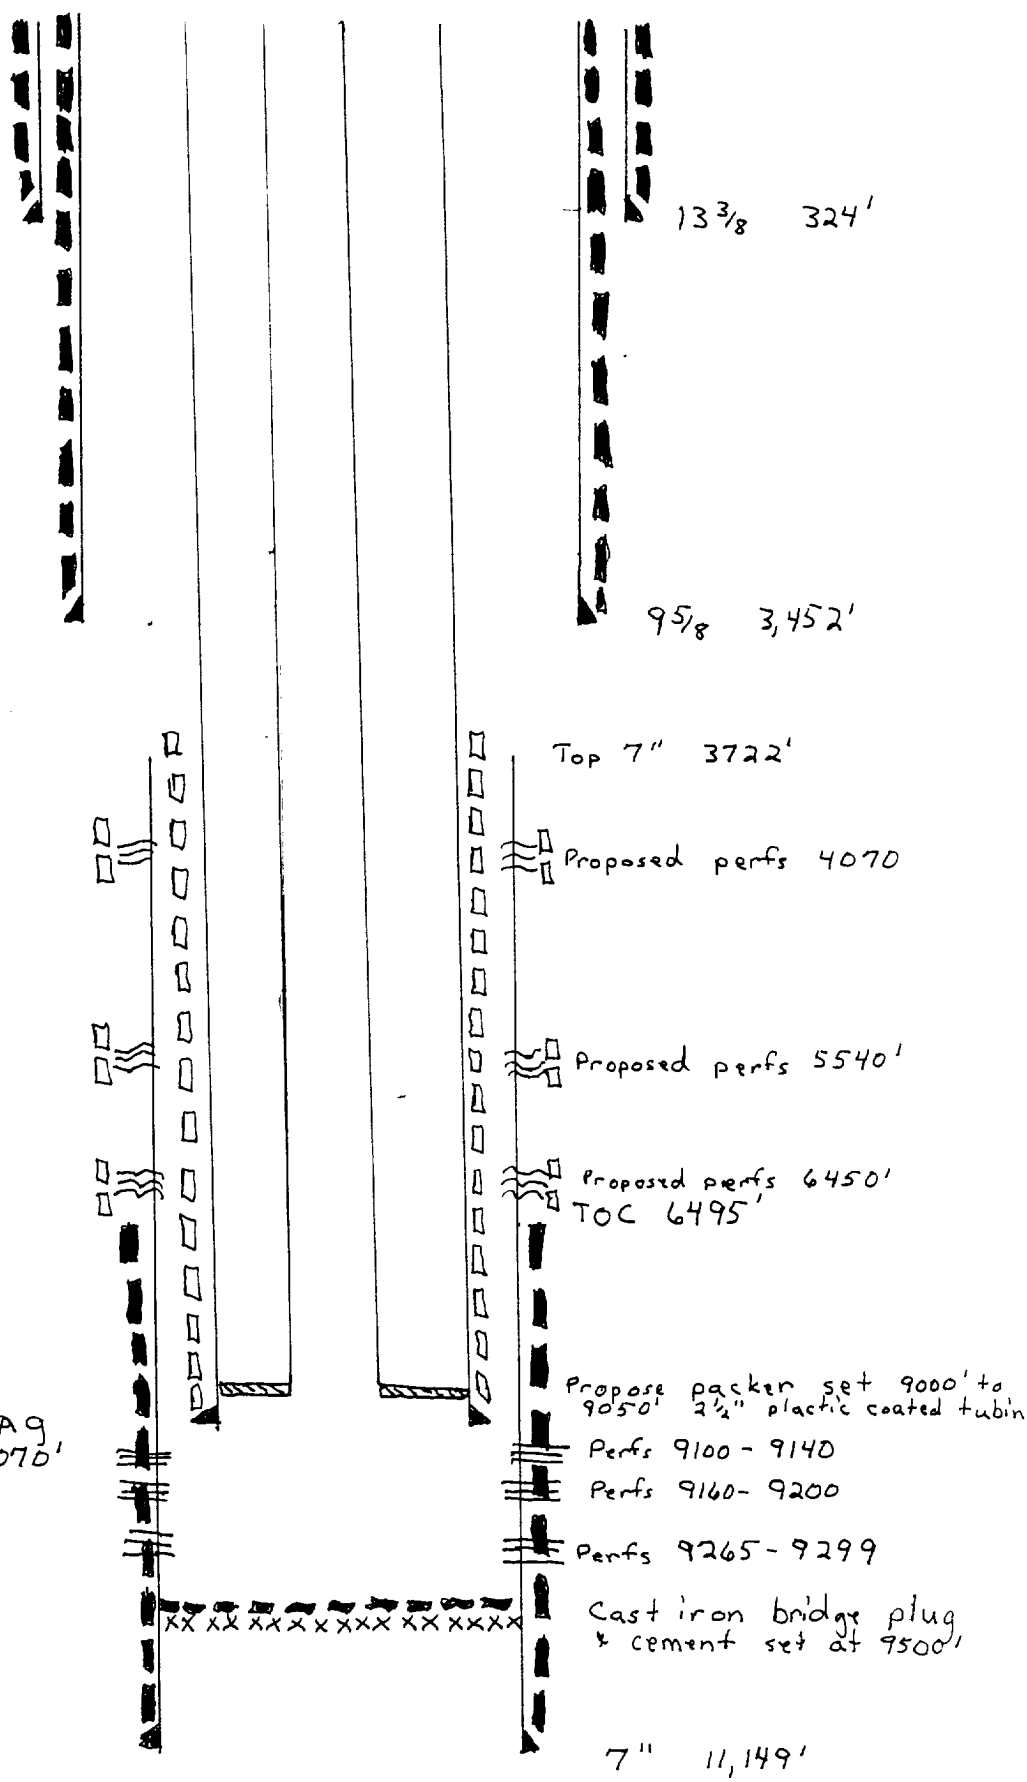 13 3/8 324'
9 5/8 3,452'
Top 7" 3722'
Proposed perfs 4070
Proposed perfs 5540'
Proposed perfs 6450'
TOC 6495'
Propose packer set 9000' to
9050' 2 1/2" plactic coated tubin
Perfs 9100 - 9140
Perfs 9160 - 9200
Perfs 9265 - 9299
Cast iron bridge plug
& cement set at 9500'
7" 11,149'